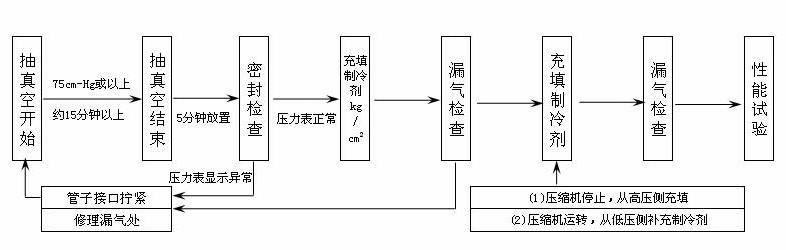 抽真空开始
75cm-Hg或以上
约15分钟以上
抽真空结束
5分钟放置
密封检查
压力表正常
充填制冷剂kg/cm²
漏气检查
充填制冷剂
漏气检查
性能试验
压力表显示异常
管子接口拧紧
修理漏气处
(1)压缩机停止，从高压侧充填
(2)压缩机运转，从低压侧补充制冷剂